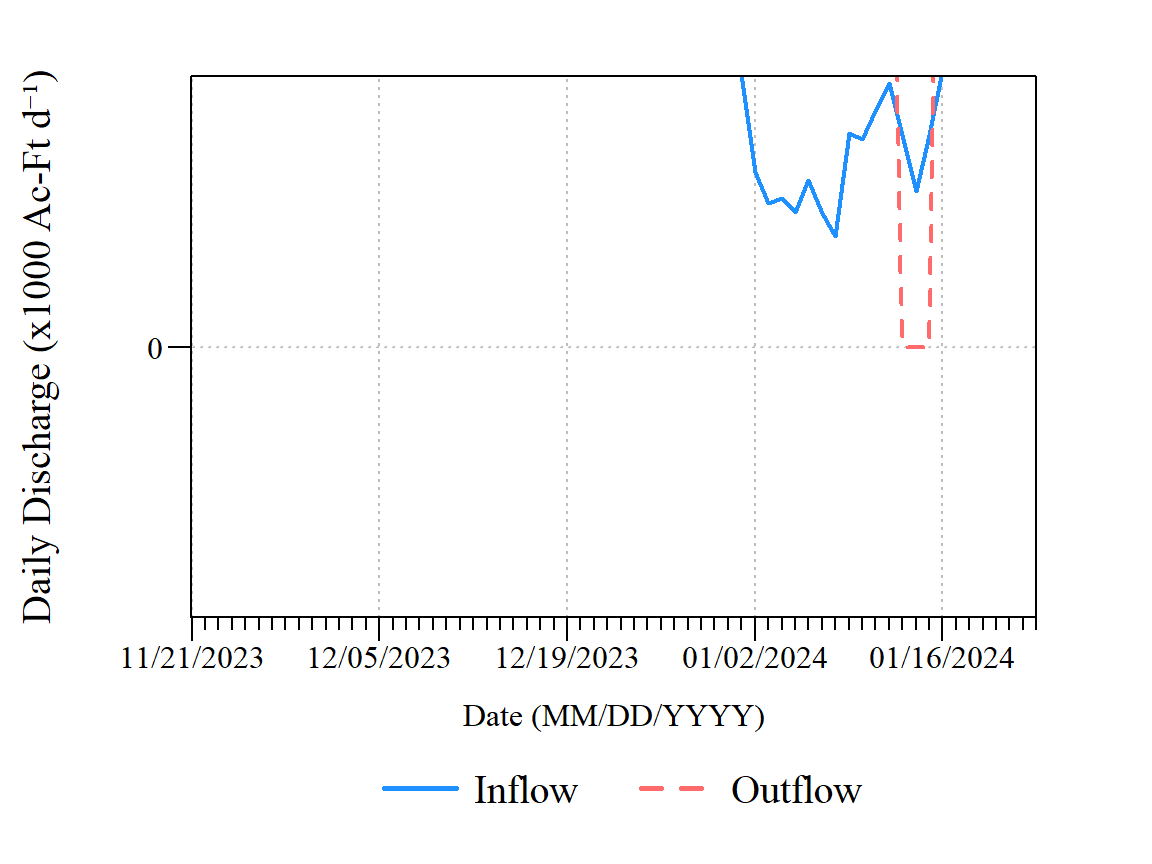 Daily Discharge (x1000 Ac-Ft d⁻¹)
0
11/21/2023 12/05/2023 12/19/2023 01/02/2024 01/16/2024
Date (MM/DD/YYYY)
Inflow Outflow